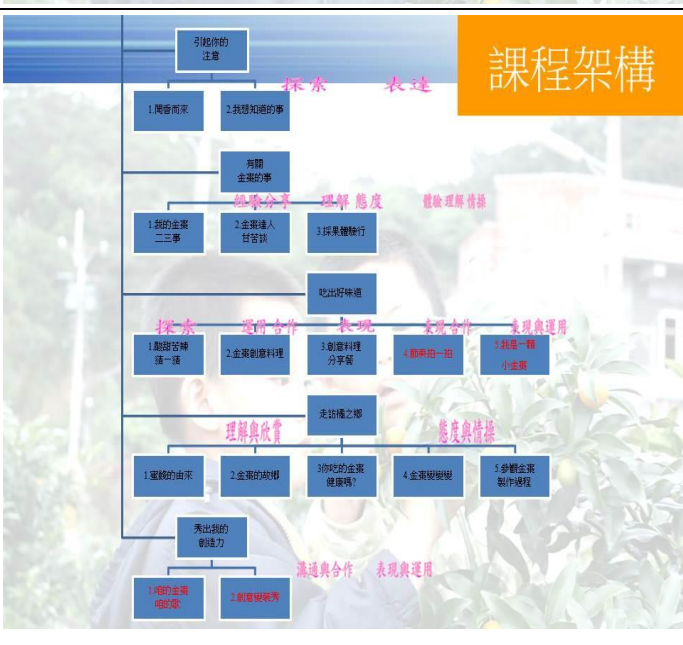 課程架構
引起你的
注意
探索 表達
1.聞香而來
2.我想知道的事
有關
金棗的事
經驗分享 理解 態度 體驗理解 情操
1.我的金棗
二三事
2.金棗達人
甘苦談
3.採果體驗行
吃出好味道
探索 運用 合作 表現 表現 合作 表現與運用
1.酸甜苦辣
猜一猜
2.金棗創意料理
3.創意料理
分享餐
4.節奏拍一拍
5.我是一顆
小金棗
走訪橘之鄉
理解與欣賞 態度與情操
1.蜜餞的由來
2.金棗的故鄉
3你吃的金棗
健康嗎?
4.金棗變變變
5.參觀金棗
製作過程
秀出我的
創造力
溝通與合作 表現與運用
1.咱的金棗
咱的歌
2.創意變裝秀